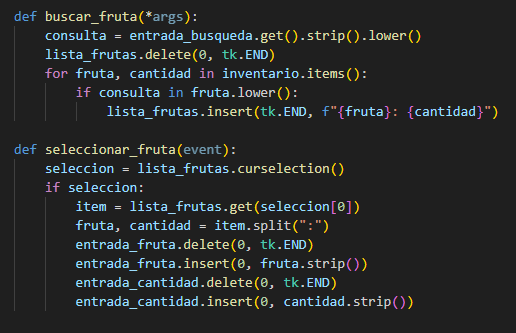 def buscar_fruta(*args):
    consulta = entrada_busqueda.get().strip().lower()
    lista_frutas.delete(0, tk.END)
    for fruta, cantidad in inventario.items():
        if consulta in fruta.lower():
            lista_frutas.insert(tk.END, f"{fruta}: {cantidad}")

def seleccionar_fruta(event):
    seleccion = lista_frutas.curselection()
    if seleccion:
        item = lista_frutas.get(seleccion[0])
        fruta, cantidad = item.split(":")
        entrada_fruta.delete(0, tk.END)
        entrada_fruta.insert(0, fruta.strip())
        entrada_cantidad.delete(0, tk.END)
        entrada_cantidad.insert(0, cantidad.strip())